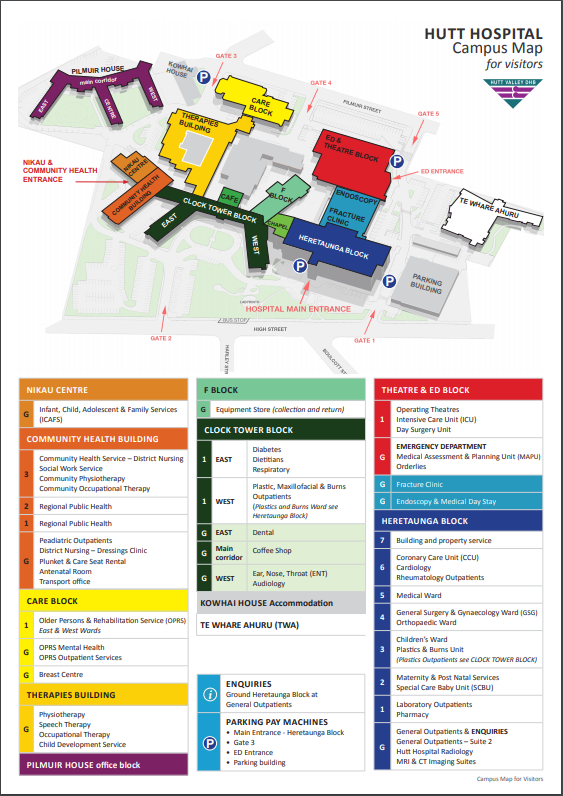 HUTT HOSPITAL
Campus Map
for visitors
HUTT VALLEY DHB
PILMUIR HOUSE
main corridor
EAST
CENTRE
WEST
KOWHAI
HOUSE
P
GATE 3
CARE
BLOCK
GATE 4
PILMUIR STREET
GATE 5
THERAPIES
BUILDING
ED &
THEATRE BLOCK
P
ED ENTRANCE
NIKAU &
COMMUNITY HEALTH
ENTRANCE
NIKAU
CENTRE
COMMUNITY HEALTH
BUILDING
CAFE
F
BLOCK
ENDOSCOPY
FRACTURE
CLINIC
TE WHARE AHURU
CLOCK TOWER BLOCK
EAST
WEST
CHAPEL
HERETAUNGA BLOCK
P
P
PARKING
BUILDING
HOSPITAL MAIN ENTRANCE
BUS STOP
HIGH STREET
GATE 2
GATE 1
NIKAU CENTRE
G Infant, Child, Adolescent & Family Services
(ICAFS)
COMMUNITY HEALTH BUILDING
3 Community Health Service – District Nursing
Social Work Service
Community Physiotherapy
Community Occupational Therapy
2 Regional Public Health
1 Regional Public Health
G Peadiatric Outpatients
District Nursing – Dressings Clinic
Plunket & Care Seat Rental
Antenatal Room
Transport office
CARE BLOCK
1 Older Persons & Rehabilitation Service (OPRS)
East & West Wards
G OPRS Mental Health
OPRS Outpatient Services
G Breast Centre
THERAPIES BUILDING
G Physiotherapy
Speech Therapy
Occupational Therapy
Child Development Service
PILMUIR HOUSE office block
F BLOCK
G Equipment Store (collection and return)
CLOCK TOWER BLOCK
1 EAST Diabetes
Dietitians
Respiratory
1 WEST Plastic, Maxillofacial & Burns
Outpatients
(Plastics and Burns Ward see
Heretaunga Block)
G EAST Dental
G Main corridor Coffee Shop
G WEST Ear, Nose, Throat (ENT)
Audiology
KOWHAI HOUSE Accommodation
TE WHARE AHURU (TWA)
i ENQUIRIES
Ground Heretaunga Block at
General Outpatients
P PARKING PAY MACHINES
• Main Entrance - Heretaunga Block
• Gate 3
• ED Entrance
• Parking building
THEATRE & ED BLOCK
1 Operating Theatres
Intensive Care Unit (ICU)
Day Surgery Unit
G EMERGENCY DEPARTMENT
Medical Assessment & Planning Unit (MAPU)
Orderlies
G Fracture Clinic
G Endoscopy & Medical Day Stay
HERETAUNGA BLOCK
7 Building and property service
6 Coronary Care Unit (CCU)
Cardiology
Rheumatology Outpatients
5 Medical Ward
4 General Surgery & Gynaecology Ward (GSG)
Orthopaedic Ward
3 Children's Ward
Plastics & Burns Unit
(Plastics Outpatients see CLOCK TOWER BLOCK)
2 Maternity & Post Natal Services
Special Care Baby Unit (SCBU)
1 Laboratory Outpatients
Pharmacy
G General Outpatients & ENQUIRIES
General Outpatients – Suite 2
Hutt Hospital Radiology
MRI & CT Imaging Suites
Campus Map for Visitors